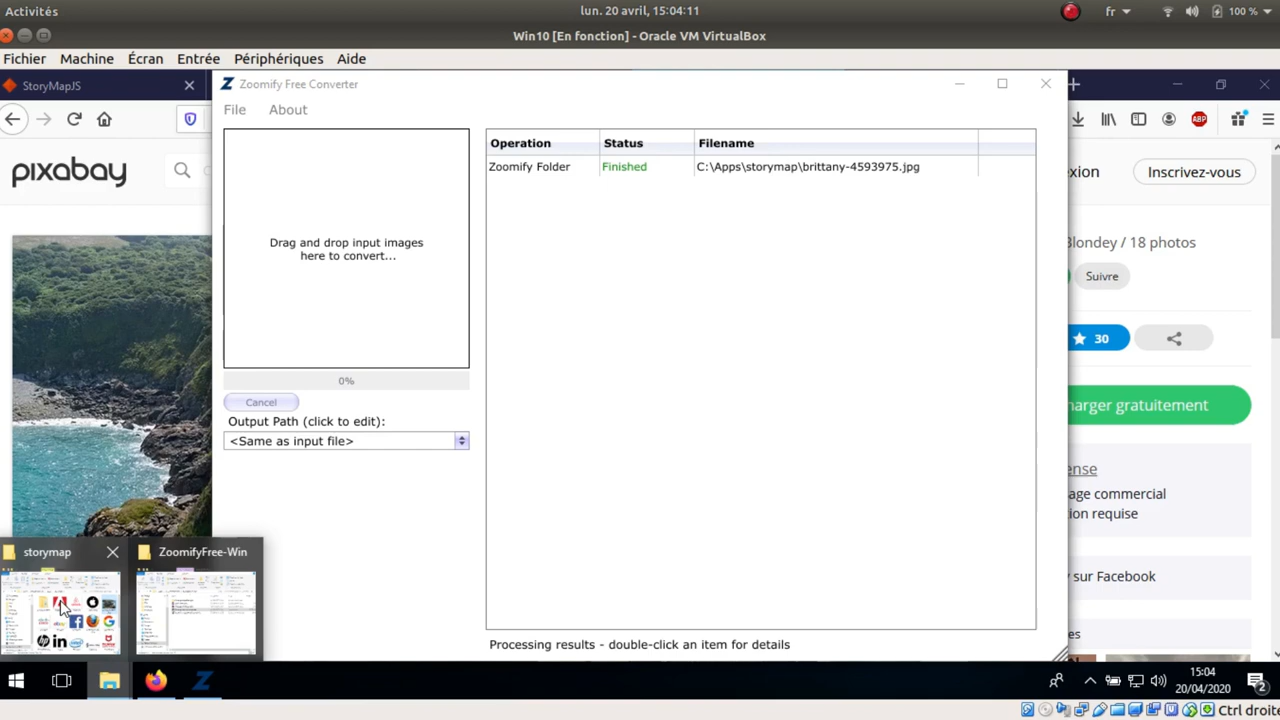 Activités
lun. 20 avril, 15:04:11
fr
100 %
Win10 [En fonction] - Oracle VM VirtualBox
Fichier Machine Écran Entrée Périphériques Aide
StoryMapJS
Zoomify Free Converter
File About
ABP
pixabay
Operation Status Filename
Zoomify Folder Finished C:\Apps\storymap\brittany-4593975.jpg
Drag and drop input images
here to convert...
0%
Cancel
Output Path (click to edit):
<Same as input file>
Processing results - double-click an item for details
exion
Inscrivez-vous
Blondey / 18 photos
Suivre
30
harger gratuitement
ense
age commercial
ion requise
sur Facebook
es
storymap
ZoomifyFree-Win
15:04
20/04/2020
2
Ctrl droite